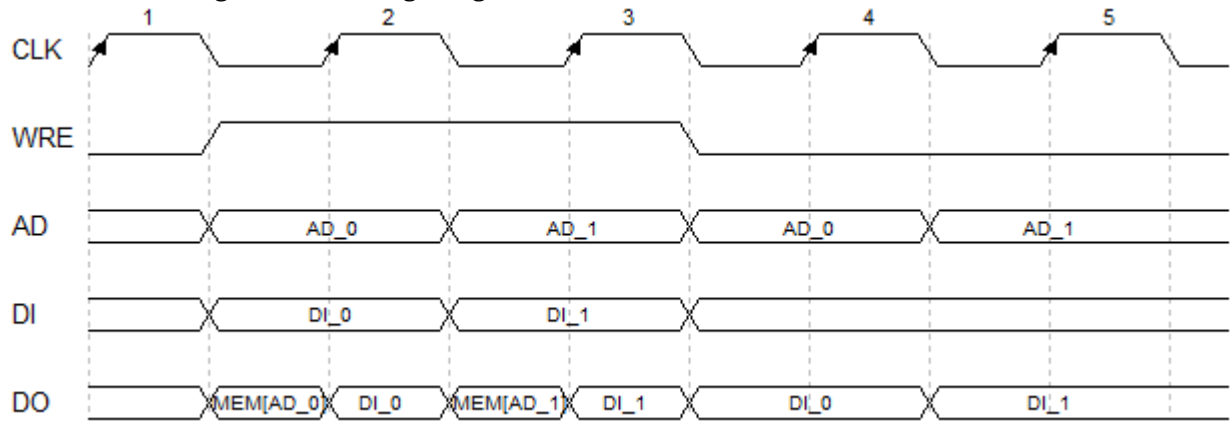 1 2 3 4 5
CLK
WRE
AD AD_0 AD_1 AD_0 AD_1
DI DI_0 DI_1
DO MEM[AD_0] DI_0 MEM[AD_1] DI_1 DI_0 DI_1